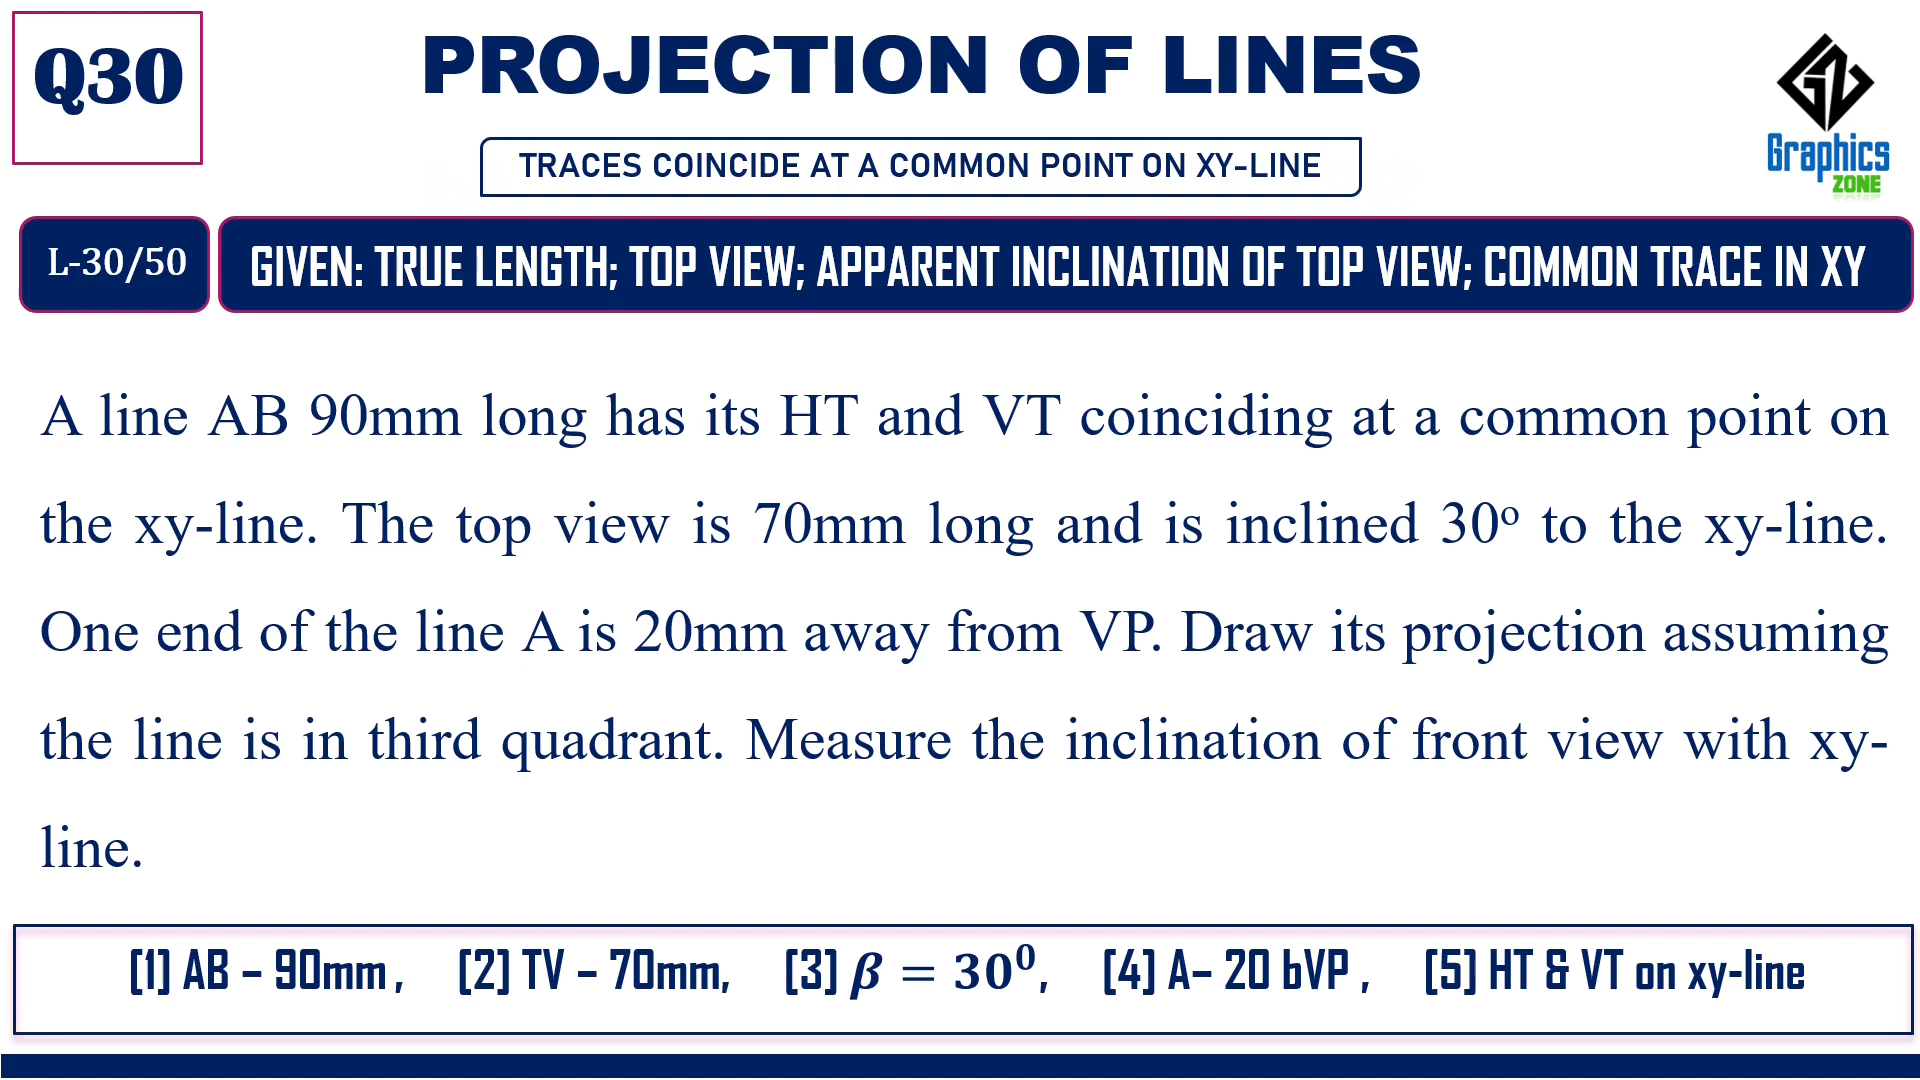 Q30
PROJECTION OF LINES
TRACES COINCIDE AT A COMMON POINT ON XY-LINE
Graphics
ZONE
L-30/50
GIVEN: TRUE LENGTH; TOP VIEW; APPARENT INCLINATION OF TOP VIEW; COMMON TRACE IN XY
A line AB 90mm long has its HT and VT coinciding at a common point on
the xy-line. The top view is 70mm long and is inclined 30º to the xy-line.
One end of the line A is 20mm away from VP. Draw its projection assuming
the line is in third quadrant. Measure the inclination of front view with xy-
line.
[1] AB – 90mm , [2] TV – 70mm, [3] β = 30⁰, [4] A– 20 bVP , [5] HT & VT on xy-line